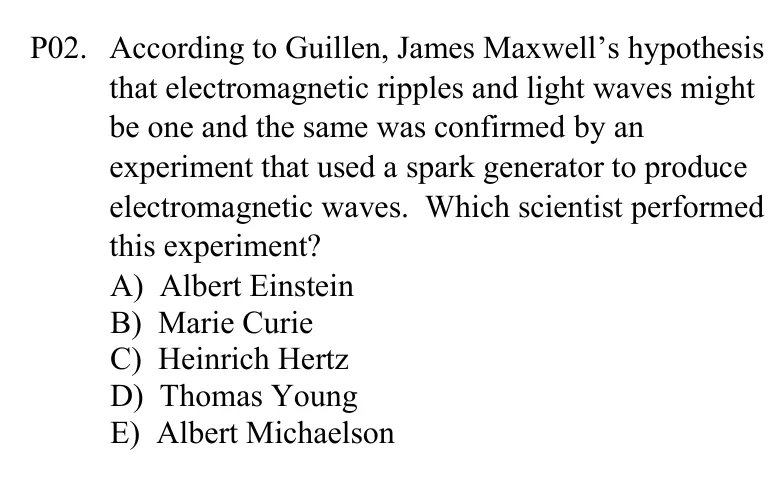 P02. According to Guillen, James Maxwell’s hypothesis
that electromagnetic ripples and light waves might
be one and the same was confirmed by an
experiment that used a spark generator to produce
electromagnetic waves.  Which scientist performed
this experiment?
A) Albert Einstein
B) Marie Curie
C) Heinrich Hertz
D) Thomas Young
E) Albert Michaelson